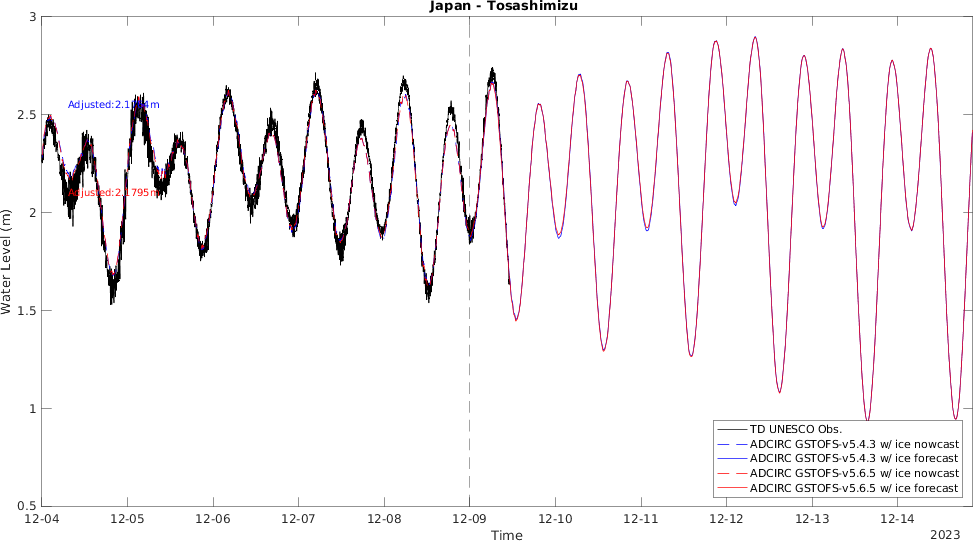 Japan - Tosashimizu
Water Level (m)
3
2.5
2
1.5
1
0.5
Adjusted:2.1795m
TD UNESCO Obs.
ADCIRC GSTOFS-v5.4.3 w/ ice nowcast
ADCIRC GSTOFS-v5.4.3 w/ ice forecast
ADCIRC GSTOFS-v5.6.5 w/ ice nowcast
ADCIRC GSTOFS-v5.6.5 w/ ice forecast
12-04 12-05 12-06 12-07 12-08 12-09 12-10 12-11 12-12 12-13 12-14
Time
2023